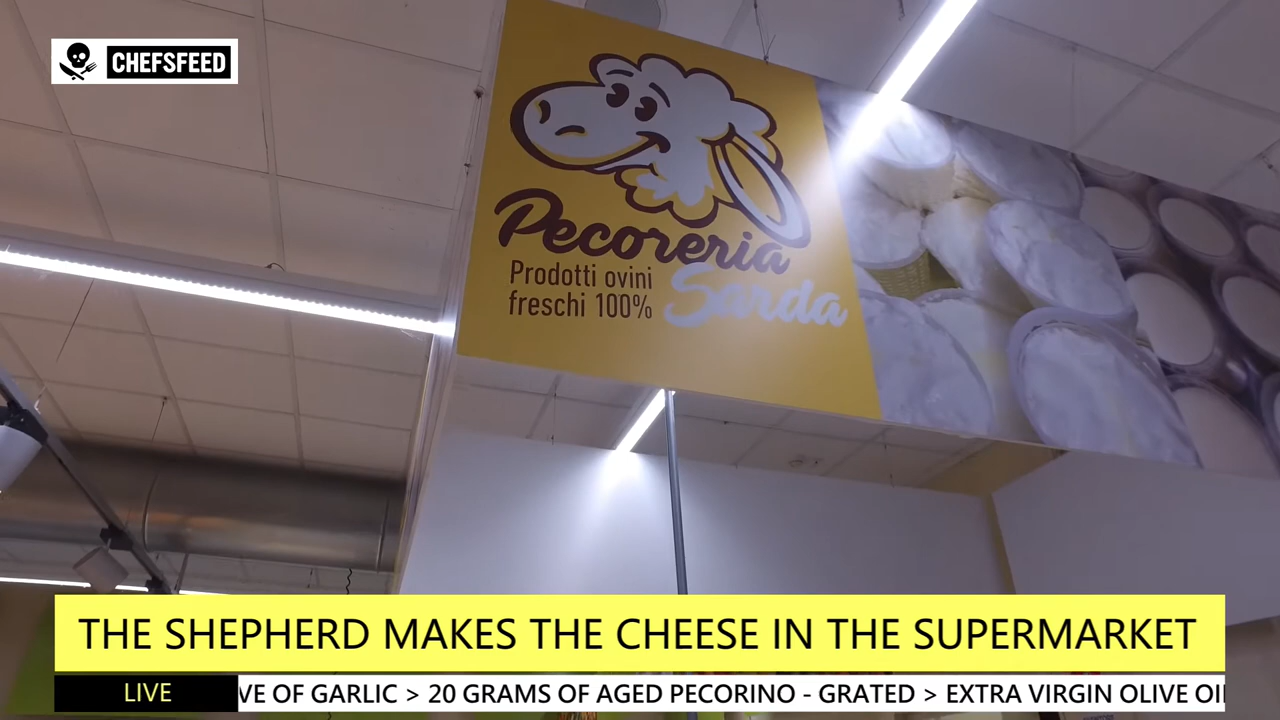 CHEFSFEED
Pecoreria
Prodotti ovini
freschi 100% Sarda
THE SHEPHERD MAKES THE CHEESE IN THE SUPERMARKET
LIVE
VE OF GARLIC > 20 GRAMS OF AGED PECORINO - GRATED > EXTRA VIRGIN OLIVE OI